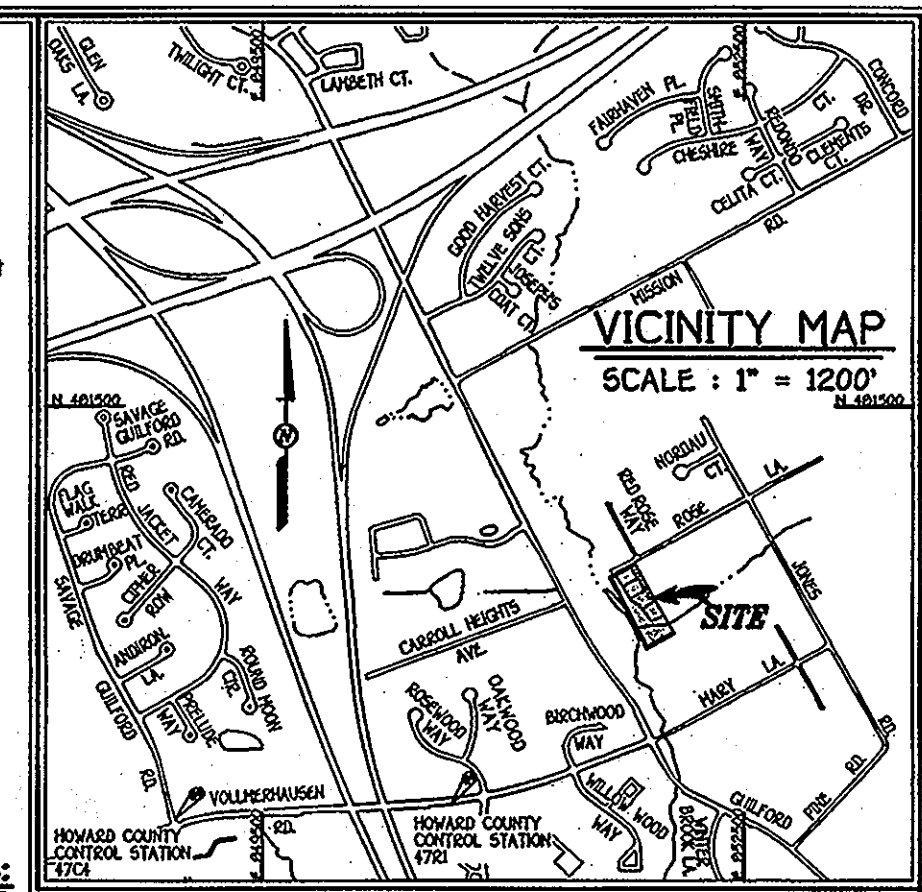 GLEN
OAKS LA.
TWILIGHT CT.
LAMBETH CT.
FAIRHAVEN PL.
SMITH-
FIELD
PL.
CHESHIRE
CT.
REDONDO
WAY
CLEMENTS
CT.
CONCORD
DR.
CELITA CT.
GOOD HARVEST CT.
TWELVE SONS
CT.
JOSEPH'S
COAT CT.
MISSION
RD.
VICINITY MAP
SCALE : 1" = 1200'
N 481500
N 481500
N
SAVAGE
GUILFORD
RD.
RED
JACKET
WAY
FLAG
WALK
TERR.
CAMERADO
CT.
DRUMBEAT
PL.
CIPHER
ROW
SAVAGE
GUILFORD
RD.
ANDIRON
LA.
PRELUDE
WAY
ROUND MOON
CIR.
NORDAU
CT.
RED ROSE
WAY
ROSE
LA.
JONES
RD.
SITE
CARROLL HEIGHTS
AVE.
ROSEWOOD
WAY
OAKWOOD
WAY
BIRCHWOOD
WAY
MARY
LA.
WILLOW WOOD
WAY
GUILFORD
RD.
PINE
VOLLMERHAUSEN
RD.
HOWARD COUNTY
CONTROL STATION
47C4
HOWARD COUNTY
CONTROL STATION
47R1
BROOK LA.